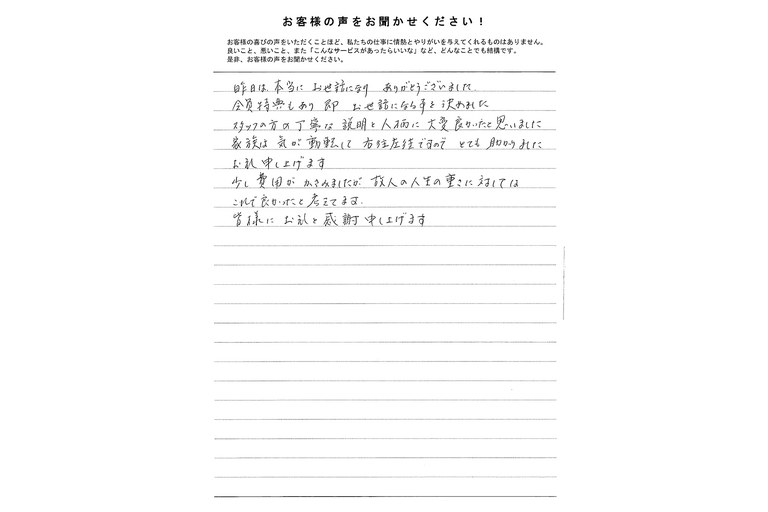 お客様の声をお聞かせください！
お客様の喜びの声をいただくことほど、私たちの仕事に情熱とやりがいを与えてくれるものはありません。
良いこと、悪いこと、また「こんなサービスがあったらいいな」など、どんなことでも結構です。
是非、お客様の声をお聞かせください。
昨日は、本当に お世話になり ありがとうございました。
会員特典もあり 即 お世話になる事を決めました
スタッフの方の丁寧な 説明と人柄に 大変良かったと思いました
家族は 気が動転して 右往左往ですので とても 助かりました
お礼申し上げます
少し費用が かさみましたが 故人の人生の重さに対しては
これで良かったと考えてます。
皆様に お礼と感謝申し上げます